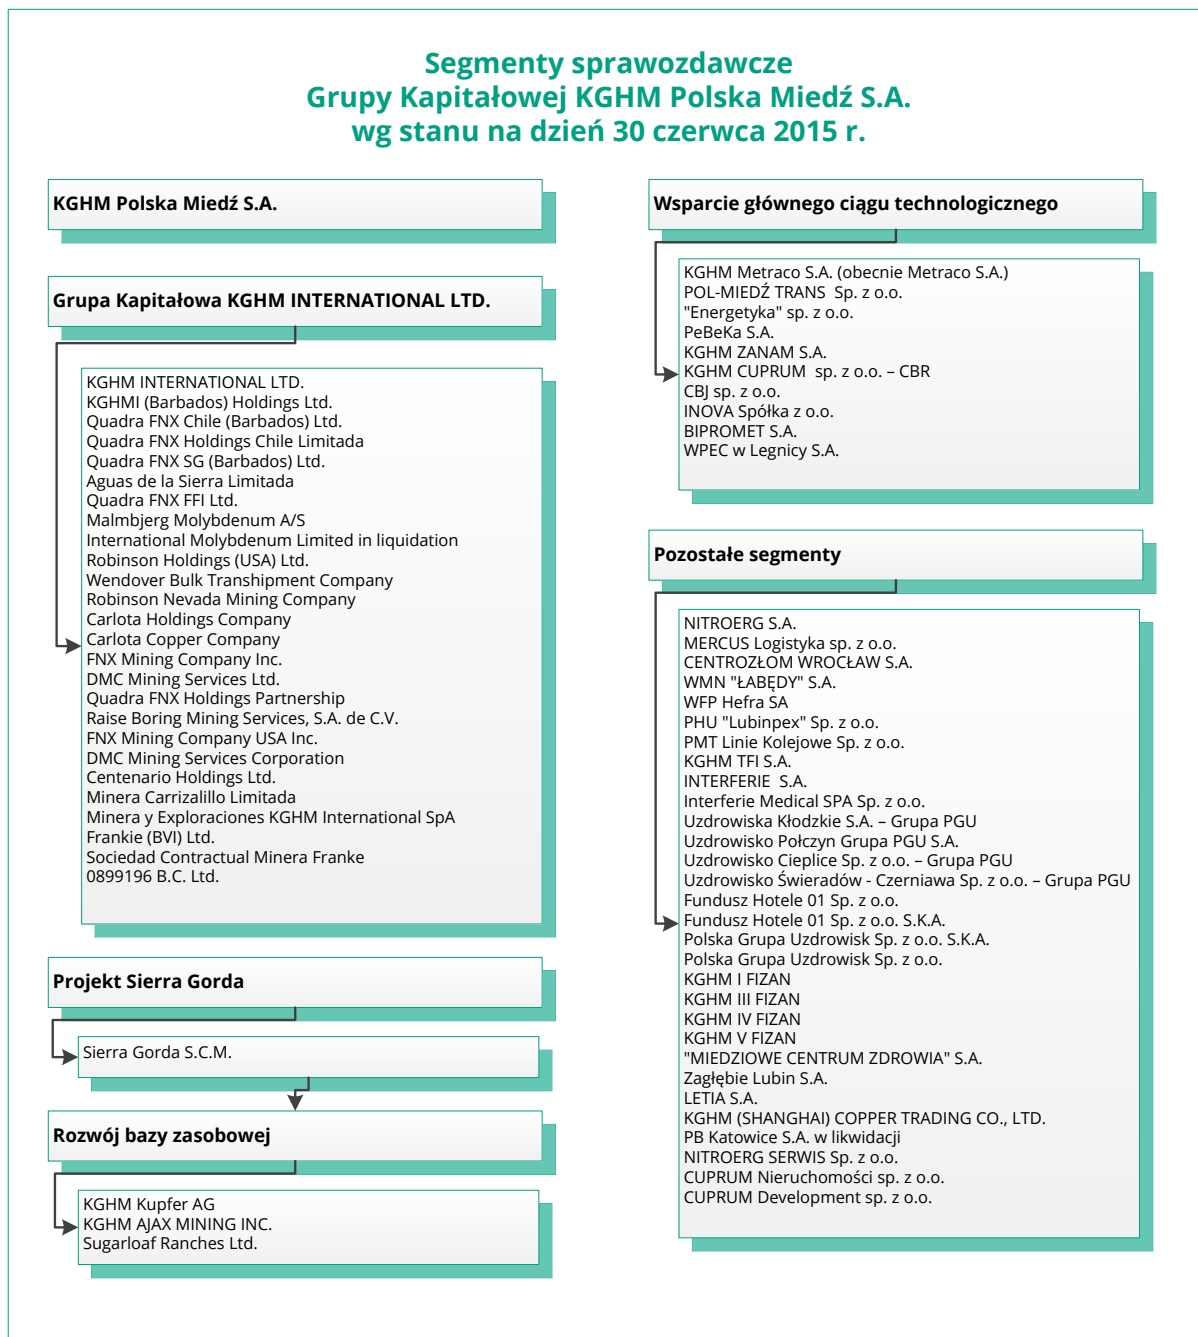 Segmenty sprawozdawcze
Grupy Kapitałowej KGHM Polska Miedź S.A.
wg stanu na dzień 30 czerwca 2015 r.
KGHM Polska Miedź S.A.
Grupa Kapitałowa KGHM INTERNATIONAL LTD.
KGHM INTERNATIONAL LTD.
KGHMI (Barbados) Holdings Ltd.
Quadra FNX Chile (Barbados) Ltd.
Quadra FNX Holdings Chile Limitada
Quadra FNX SG (Barbados) Ltd.
Aguas de la Sierra Limitada
Quadra FNX FFI Ltd.
Malmbjerg Molybdenum A/S
International Molybdenum Limited in liquidation
Robinson Holdings (USA) Ltd.
Wendover Bulk Transhipment Company
Robinson Nevada Mining Company
Carlota Holdings Company
Carlota Copper Company
FNX Mining Company Inc.
DMC Mining Services Ltd.
Quadra FNX Holdings Partnership
Raise Boring Mining Services, S.A. de C.V.
FNX Mining Company USA Inc.
DMC Mining Services Corporation
Centenario Holdings Ltd.
Minera Carrizalillo Limitada
Minera y Exploraciones KGHM International SpA
Frankie (BVI) Ltd.
Sociedad Contractual Minera Franke
0899196 B.C. Ltd.
Projekt Sierra Gorda
Sierra Gorda S.C.M.
Rozwój bazy zasobowej
KGHM Kupfer AG
KGHM AJAX MINING INC.
Sugarloaf Ranches Ltd.
Wsparcie głównego ciągu technologicznego
KGHM Metraco S.A. (obecnie Metraco S.A.)
POL-MIEDŹ TRANS Sp. z o.o.
"Energetyka" sp. z o.o.
PeBeKa S.A.
KGHM ZANAM S.A.
KGHM CUPRUM sp. z o.o. – CBR
CBJ sp. z o.o.
INOVA Spółka z o.o.
BIPROMET S.A.
WPEC w Legnicy S.A.
Pozostałe segmenty
NITROERG S.A.
MERCUS Logistyka sp. z o.o.
CENTROZŁOM WROCŁAW S.A.
WMN "ŁABĘDY" S.A.
WFP Hefra SA
PHU "Lubinpex" Sp. z o.o.
PMT Linie Kolejowe Sp. z o.o.
KGHM TFI S.A.
INTERFERIE S.A.
Interferie Medical SPA Sp. z o.o.
Uzdrowiska Kłodzkie S.A. – Grupa PGU
Uzdrowisko Połczyn Grupa PGU S.A.
Uzdrowisko Cieplice Sp. z o.o. – Grupa PGU
Uzdrowisko Świeradów - Czerniawa Sp. z o.o. – Grupa PGU
Fundusz Hotele 01 Sp. z o.o.
Fundusz Hotele 01 Sp. z o.o. S.K.A.
Polska Grupa Uzdrowisk Sp. z o.o. S.K.A.
Polska Grupa Uzdrowisk Sp. z o.o.
KGHM I FIZAN
KGHM III FIZAN
KGHM IV FIZAN
KGHM V FIZAN
"MIEDZIOWE CENTRUM ZDROWIA" S.A.
Zagłębie Lubin S.A.
LETIA S.A.
KGHM (SHANGHAI) COPPER TRADING CO., LTD.
PB Katowice S.A. w likwidacji
NITROERG SERWIS Sp. z o.o.
CUPRUM Nieruchomości sp. z o.o.
CUPRUM Development sp. z o.o.